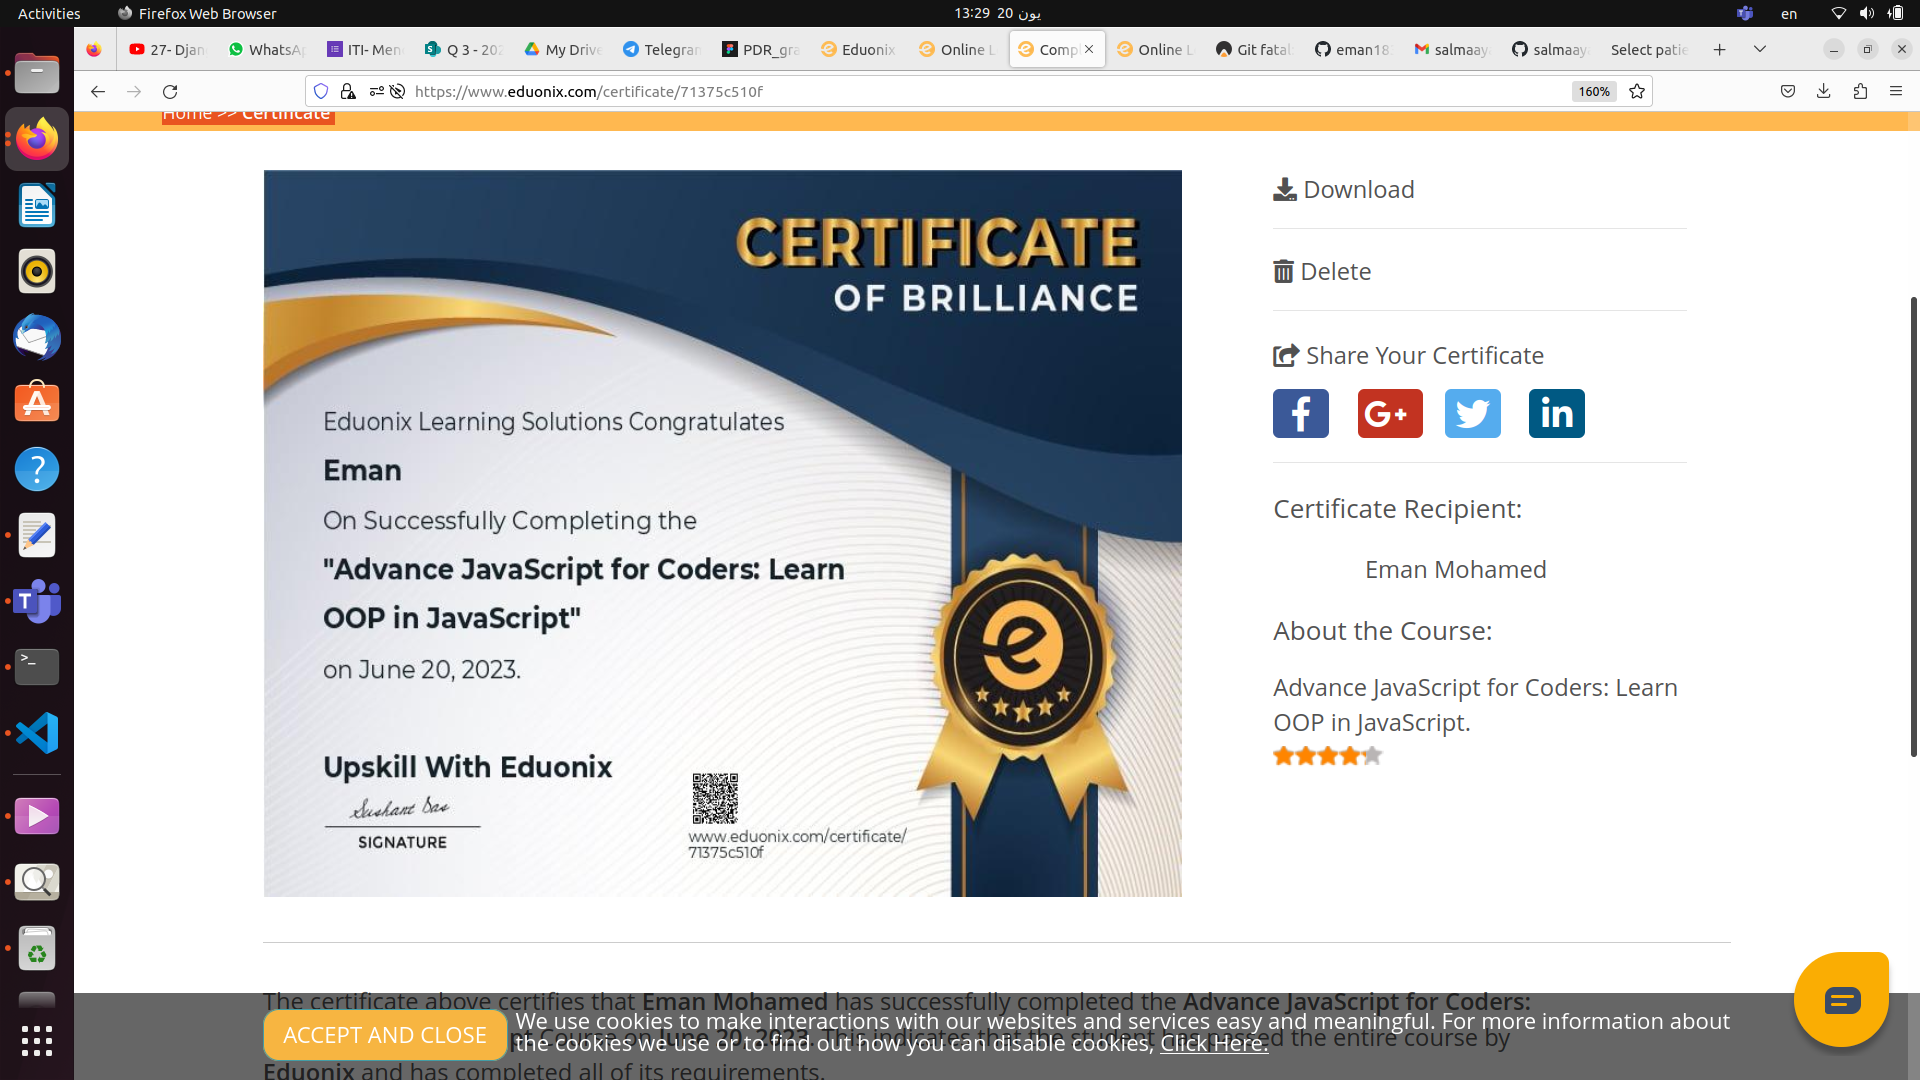 Activities
Firefox Web Browser
13:29 20 يون
en
27- Djan
WhatsAp
ITI- Men
Q 3 - 202
My Drive
Telegram
PDR_gra
Eduonix
Online L
Compl
Online L
Git fatal
eman18
salmaay
salmaay
Select patie
https://www.eduonix.com/certificate/71375c510f
160%
Home >> Certificate
CERTIFICATE
OF BRILLIANCE
Eduonix Learning Solutions Congratulates
Eman
On Successfully Completing the
"Advance JavaScript for Coders: Learn
OOP in JavaScript"
on June 20, 2023.
Upskill With Eduonix
Sushant Das
SIGNATURE
www.eduonix.com/certificate/
71375c510f
Download
Delete
Share Your Certificate
Certificate Recipient:
Eman Mohamed
About the Course:
Advance JavaScript for Coders: Learn
OOP in JavaScript.
The certificate above certifies that Eman Mohamed has successfully completed the Advance JavaScript for Coders:
Course on June 20, 2023. This indicates that the student has passed the entire course by
Eduonix and has completed all of its requirements.
ACCEPT AND CLOSE
We use cookies to make interactions with our websites and services easy and meaningful. For more information about
the cookies we use or to find out how you can disable cookies, Click Here.